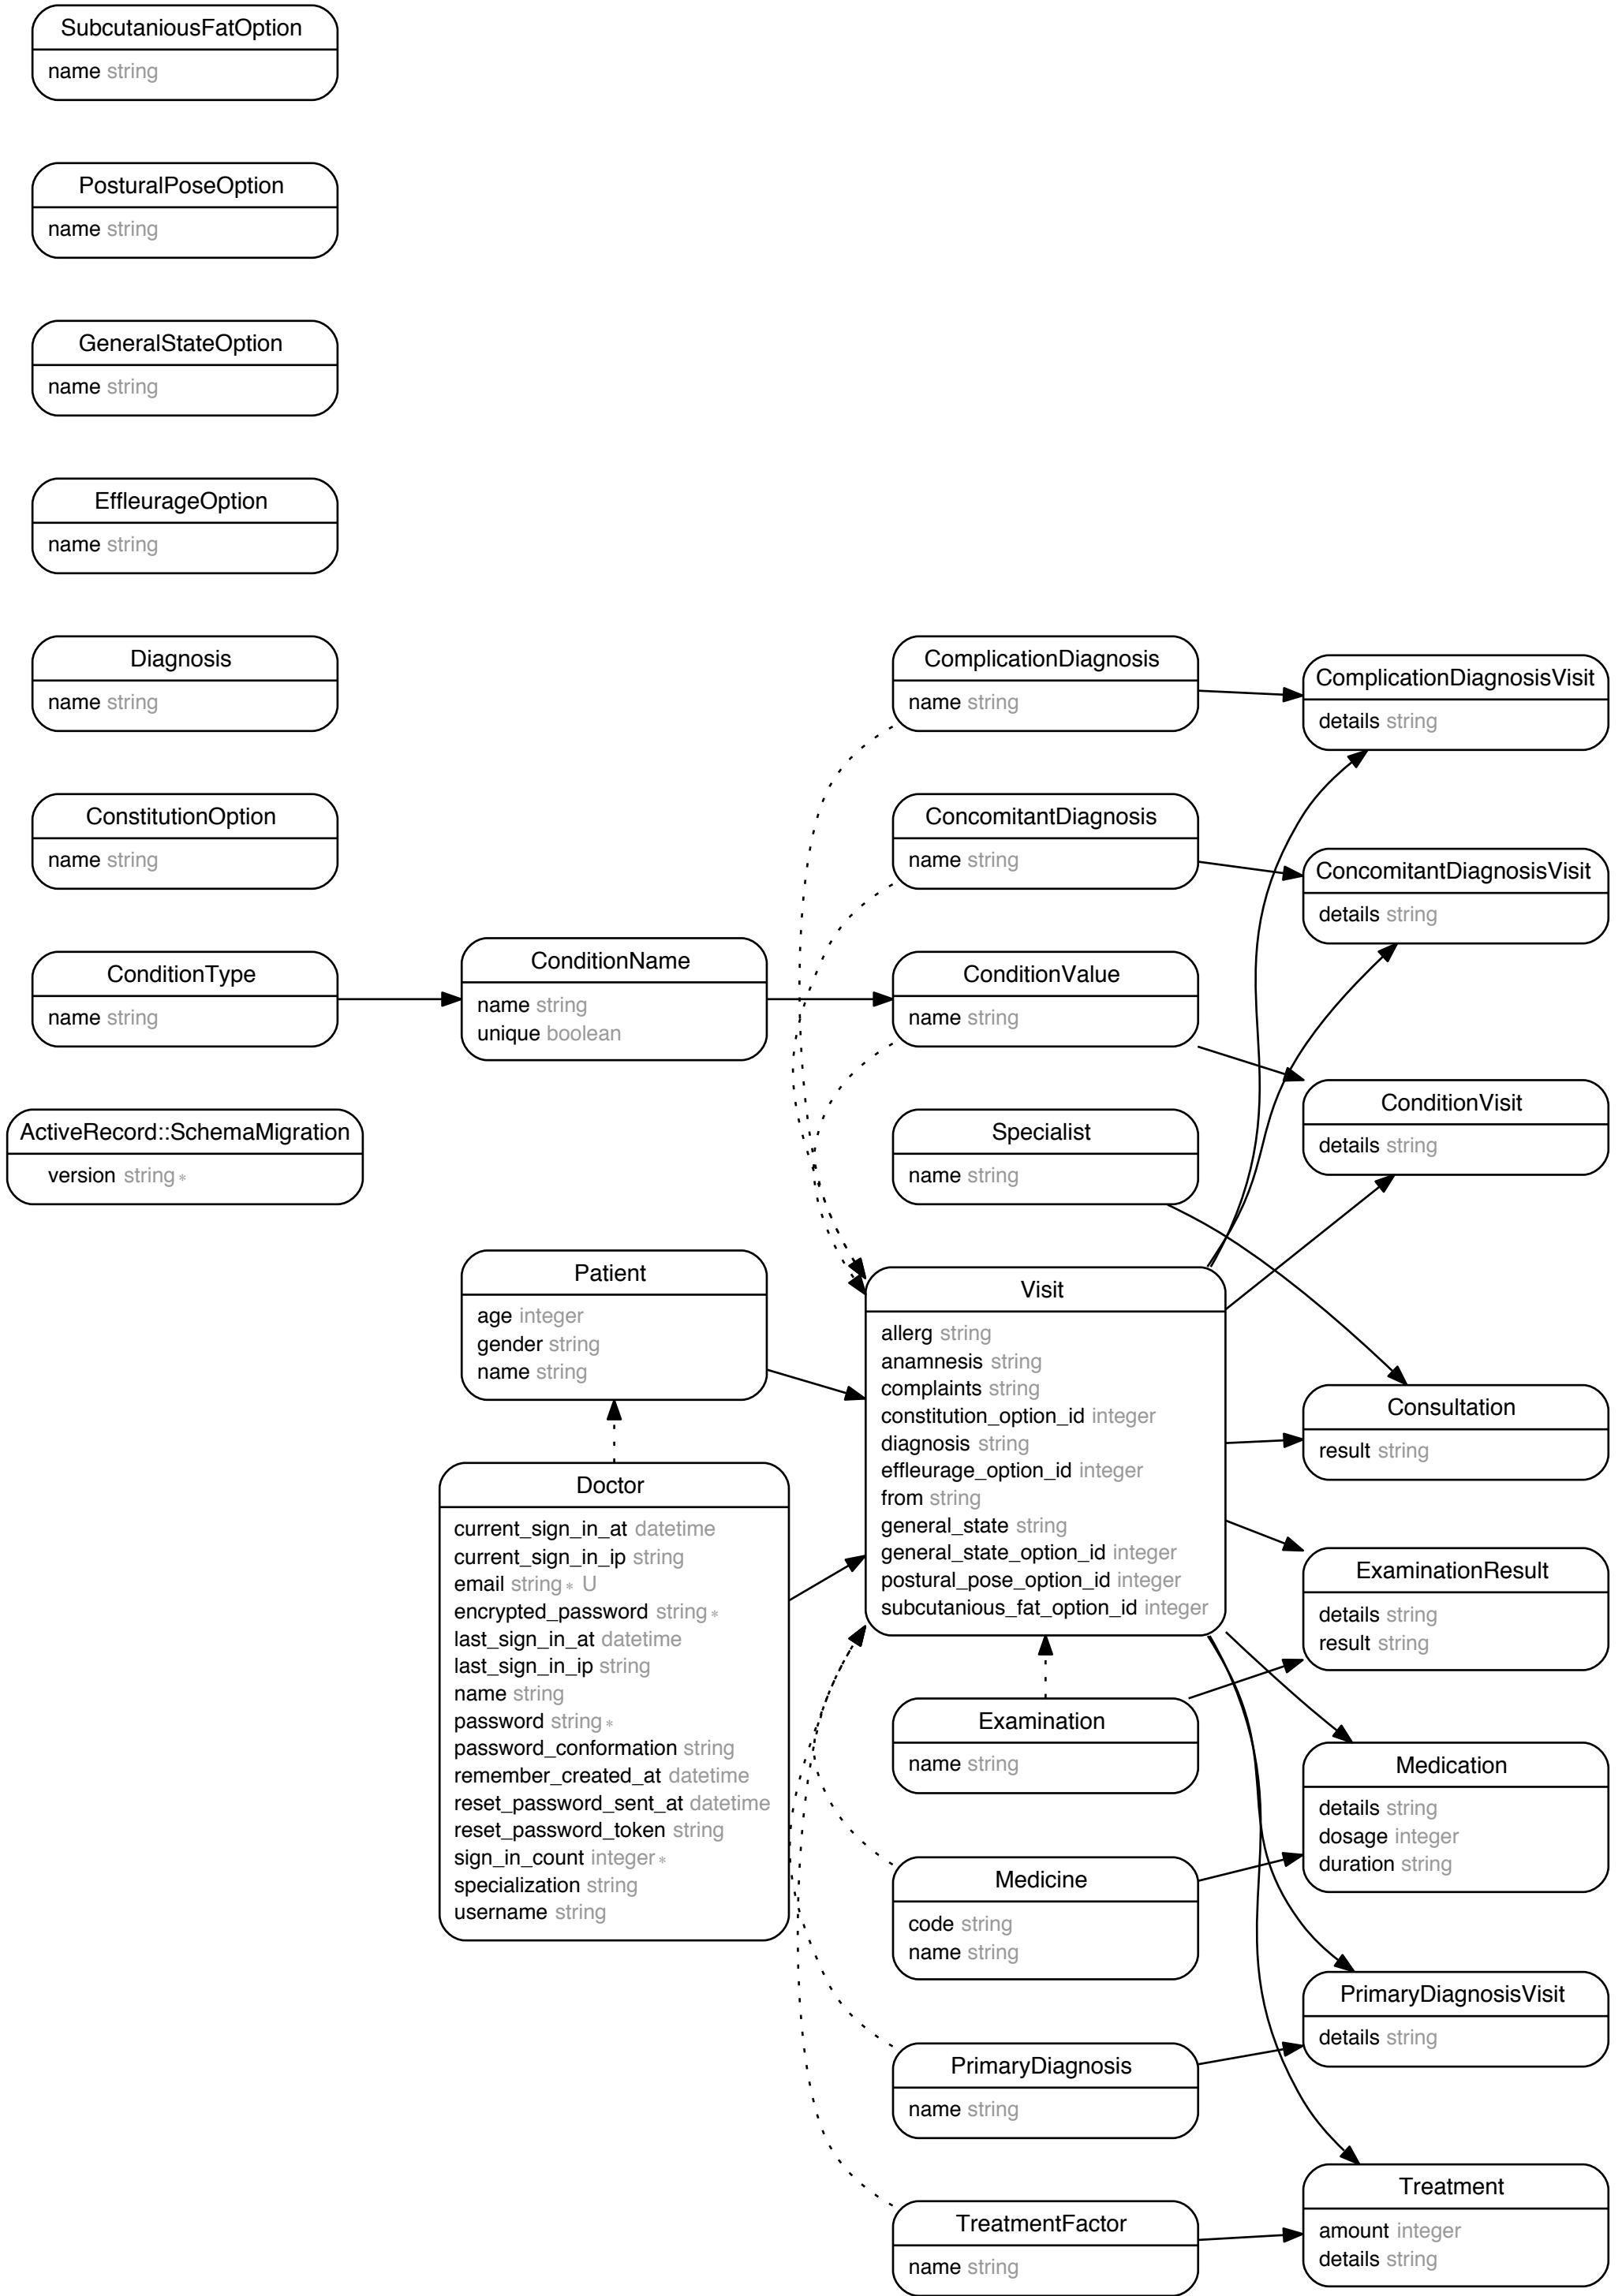 SubcutaniousFatOption
name string
PosturalPoseOption
name string
GeneralStateOption
name string
EffleurageOption
name string
Diagnosis
name string
ConstitutionOption
name string
ConditionType
name string
ActiveRecord::SchemaMigration
version string *
ConditionName
name string
unique boolean
Patient
age integer
gender string
name string
Doctor
current_sign_in_at datetime
current_sign_in_ip string
email string * U
encrypted_password string *
last_sign_in_at datetime
last_sign_in_ip string
name string
password string *
password_conformation string
remember_created_at datetime
reset_password_sent_at datetime
reset_password_token string
sign_in_count integer *
specialization string
username string
ComplicationDiagnosis
name string
ConcomitantDiagnosis
name string
ConditionValue
name string
Specialist
name string
Visit
allerg string
anamnesis string
complaints string
constitution_option_id integer
diagnosis string
effleurage_option_id integer
from string
general_state string
general_state_option_id integer
postural_pose_option_id integer
subcutanious_fat_option_id integer
Examination
name string
Medicine
code string
name string
PrimaryDiagnosis
name string
TreatmentFactor
name string
ComplicationDiagnosisVisit
details string
ConcomitantDiagnosisVisit
details string
ConditionVisit
details string
Consultation
result string
ExaminationResult
details string
result string
Medication
details string
dosage integer
duration string
PrimaryDiagnosisVisit
details string
Treatment
amount integer
details string